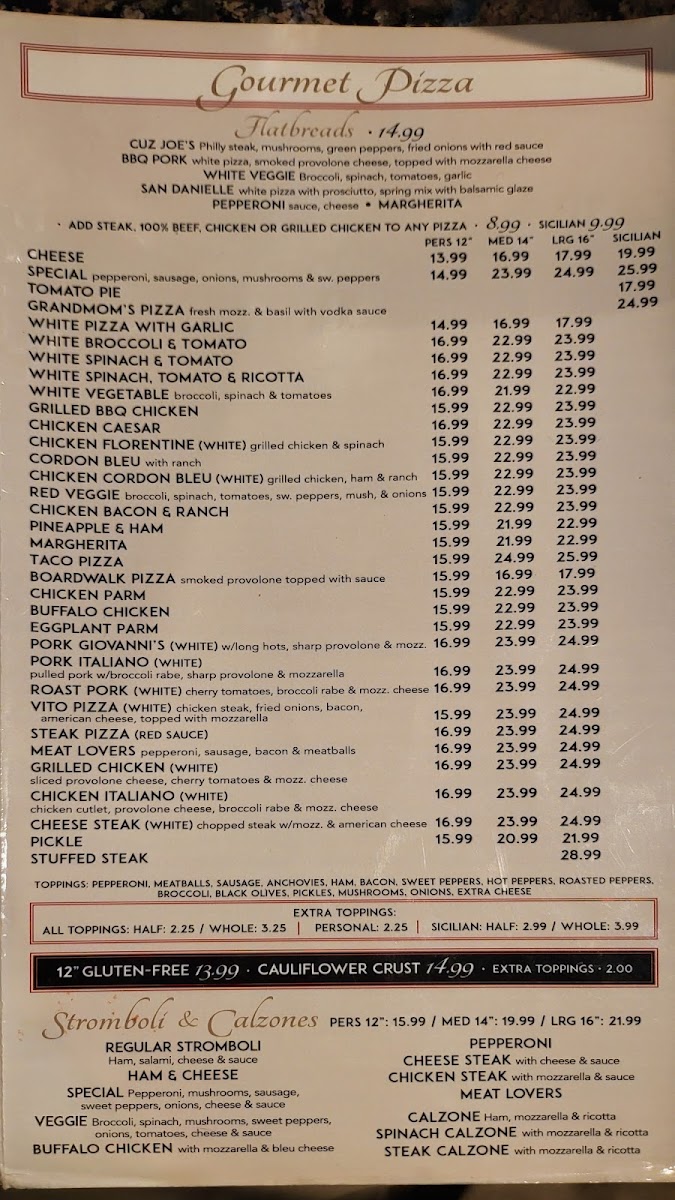 Gourmet Pizza
Flatbreads · 14.99
CUZ JOE'S Philly steak, mushrooms, green peppers, fried onions with red sauce
BBQ PORK white pizza, smoked provolone cheese, topped with mozzarella cheese
WHITE VEGGIE Broccoli, spinach, tomatoes, garlic
SAN DANIELLE white pizza with prosciutto, spring mix with balsamic glaze
PEPPERONI sauce, cheese • MARGHERITA
· ADD STEAK, 100% BEEF, CHICKEN OR GRILLED CHICKEN TO ANY PIZZA · 8.99 · SICILIAN 9.99
PERS 12" MED 14" LRG 16" SICILIAN
CHEESE 13.99 16.99 17.99 19.99
SPECIAL pepperoni, sausage, onions, mushrooms & sw. peppers 14.99 23.99 24.99 25.99
TOMATO PIE 17.99
GRANDMOM'S PIZZA fresh mozz. & basil with vodka sauce 24.99
WHITE PIZZA WITH GARLIC 14.99 16.99 17.99
WHITE BROCCOLI & TOMATO 16.99 22.99 23.99
WHITE SPINACH & TOMATO 16.99 22.99 23.99
WHITE SPINACH, TOMATO & RICOTTA 16.99 22.99 23.99
WHITE VEGETABLE broccoli, spinach & tomatoes 16.99 21.99 22.99
GRILLED BBQ CHICKEN 15.99 22.99 23.99
CHICKEN CAESAR 16.99 22.99 23.99
CHICKEN FLORENTINE (WHITE) grilled chicken & spinach 15.99 22.99 23.99
CORDON BLEU with ranch 15.99 22.99 23.99
CHICKEN CORDON BLEU (WHITE) grilled chicken, ham & ranch 15.99 22.99 23.99
RED VEGGIE broccoli, spinach, tomatoes, sw. peppers, mush, & onions 15.99 22.99 23.99
CHICKEN BACON & RANCH 15.99 22.99 23.99
PINEAPPLE & HAM 15.99 21.99 22.99
MARGHERITA 15.99 21.99 22.99
TACO PIZZA 15.99 24.99 25.99
BOARDWALK PIZZA smoked provolone topped with sauce 15.99 16.99 17.99
CHICKEN PARM 15.99 22.99 23.99
BUFFALO CHICKEN 15.99 22.99 23.99
EGGPLANT PARM 15.99 22.99 23.99
PORK GIOVANNI'S (WHITE) w/long hots, sharp provolone & mozz. 16.99 23.99 24.99
PORK ITALIANO (WHITE)
pulled pork w/broccoli rabe, sharp provolone & mozzarella 16.99 23.99 24.99
ROAST PORK (WHITE) cherry tomatoes, broccoli rabe & mozz. cheese 16.99 23.99 24.99
VITO PIZZA (WHITE) chicken steak, fried onions, bacon,
american cheese, topped with mozzarella 15.99 23.99 24.99
STEAK PIZZA (RED SAUCE) 16.99 23.99 24.99
MEAT LOVERS pepperoni, sausage, bacon & meatballs 16.99 23.99 24.99
GRILLED CHICKEN (WHITE) 16.99 23.99 24.99
sliced provolone cheese, cherry tomatoes & mozz. cheese
CHICKEN ITALIANO (WHITE) 16.99 23.99 24.99
chicken cutlet, provolone cheese, broccoli rabe & mozz. cheese
CHEESE STEAK (WHITE) chopped steak w/mozz. & american cheese 16.99 23.99 24.99
PICKLE 15.99 20.99 21.99
STUFFED STEAK 28.99
TOPPINGS: PEPPERONI, MEATBALLS, SAUSAGE, ANCHOVIES, HAM, BACON, SWEET PEPPERS, HOT PEPPERS, ROASTED PEPPERS,
BROCCOLI, BLACK OLIVES, PICKLES, MUSHROOMS, ONIONS, EXTRA CHEESE
EXTRA TOPPINGS:
ALL TOPPINGS: HALF: 2.25 / WHOLE: 3.25 | PERSONAL: 2.25 | SICILIAN: HALF: 2.99 / WHOLE: 3.99
12" GLUTEN-FREE 13.99 · CAULIFLOWER CRUST 14.99 · EXTRA TOPPINGS · 2.00
Stromboli & Calzones PERS 12": 15.99 / MED 14": 19.99 / LRG 16": 21.99
REGULAR STROMBOLI
Ham, salami, cheese & sauce
HAM & CHEESE
SPECIAL Pepperoni, mushrooms, sausage,
sweet peppers, onions, cheese & sauce
VEGGIE Broccoli, spinach, mushrooms, sweet peppers,
onions, tomatoes, cheese & sauce
BUFFALO CHICKEN with mozzarella & bleu cheese
PEPPERONI
CHEESE STEAK with cheese & sauce
CHICKEN STEAK with mozzarella & sauce
MEAT LOVERS
CALZONE Ham, mozzarella & ricotta
SPINACH CALZONE with mozzarella & ricotta
STEAK CALZONE with mozzarella & ricotta